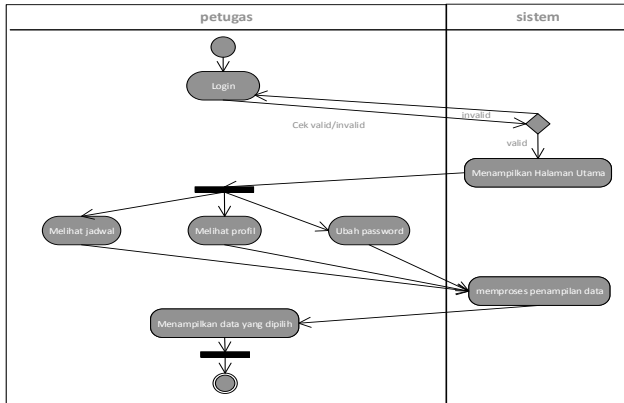 petugas
sistem
Login
Cek valid/invalid
invalid
valid
Menampilkan Halaman Utama
Melihat jadwal
Melihat profil
Ubah password
memproses penampilan data
Menampilkan data yang dipilih